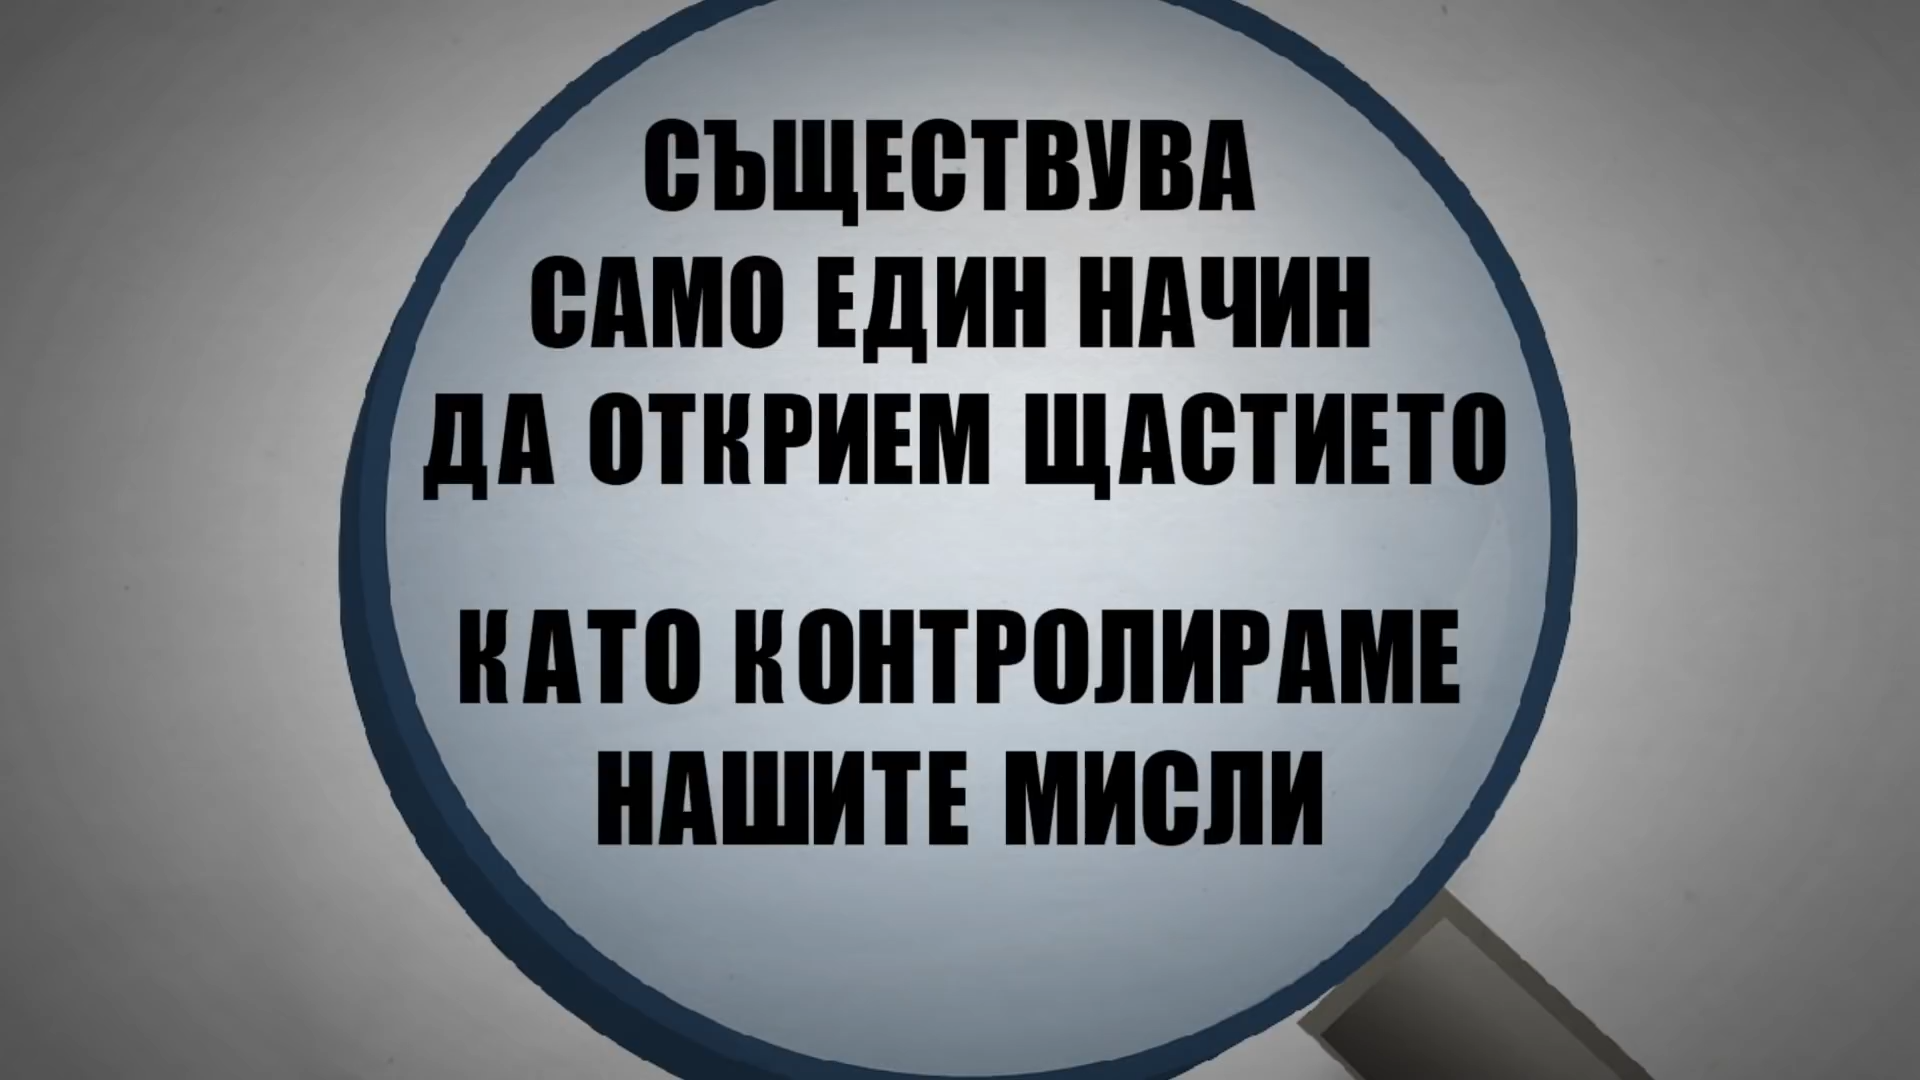 СЪЩЕСТВУВА
САМО ЕДИН НАЧИН
ДА ОТКРИЕМ ЩАСТИЕТО
КАТО КОНТРОЛИРАМЕ
НАШИТЕ МИСЛИ